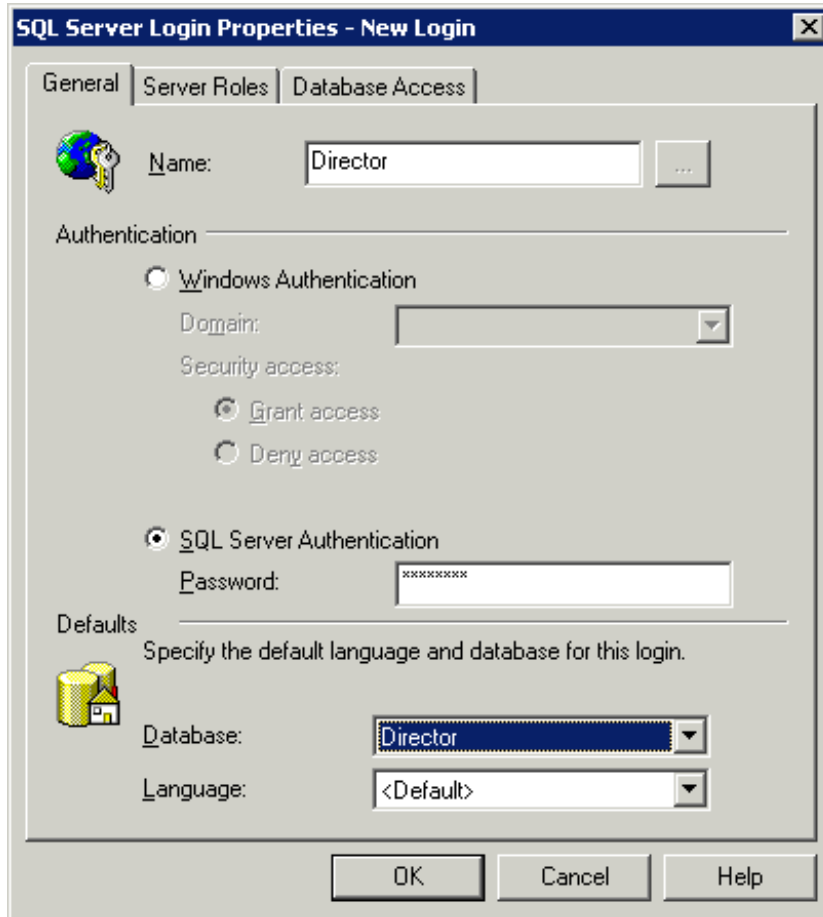 SQL Server Login Properties - New Login
General Server Roles Database Access
Name: Director ...
Authentication
Windows Authentication
Domain:
Security access:
Grant access
Deny access
SQL Server Authentication
Password: ********
Defaults
Specify the default language and database for this login.
Database: Director
Language: <Default>
OK Cancel Help